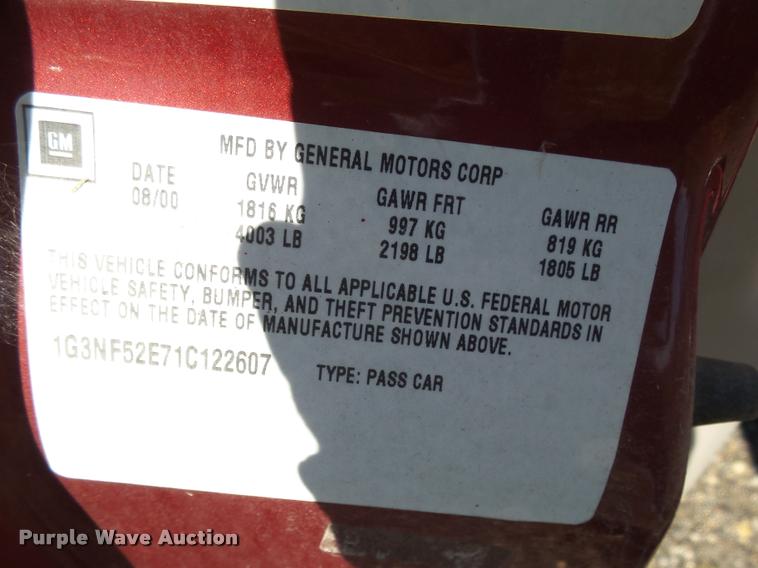 GM
MFD BY GENERAL MOTORS CORP
DATE GVWR GAWR FRT GAWR RR
08/00 1816 KG 997 KG 819 KG
4003 LB 2198 LB 1805 LB
THIS VEHICLE CONFORMS TO ALL APPLICABLE U.S. FEDERAL MOTOR
VEHICLE SAFETY, BUMPER, AND THEFT PREVENTION STANDARDS IN
EFFECT ON THE DATE OF MANUFACTURE SHOWN ABOVE.
1G3NF52E71C122607 TYPE: PASS CAR
Purple Wave Auction